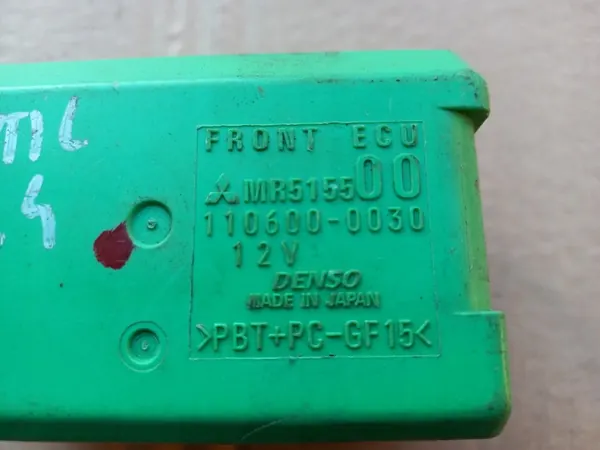 FRONT ECU
MR515500
110600-0030
12V
DENSO
MADE IN JAPAN
>PBT+PC-GF15<